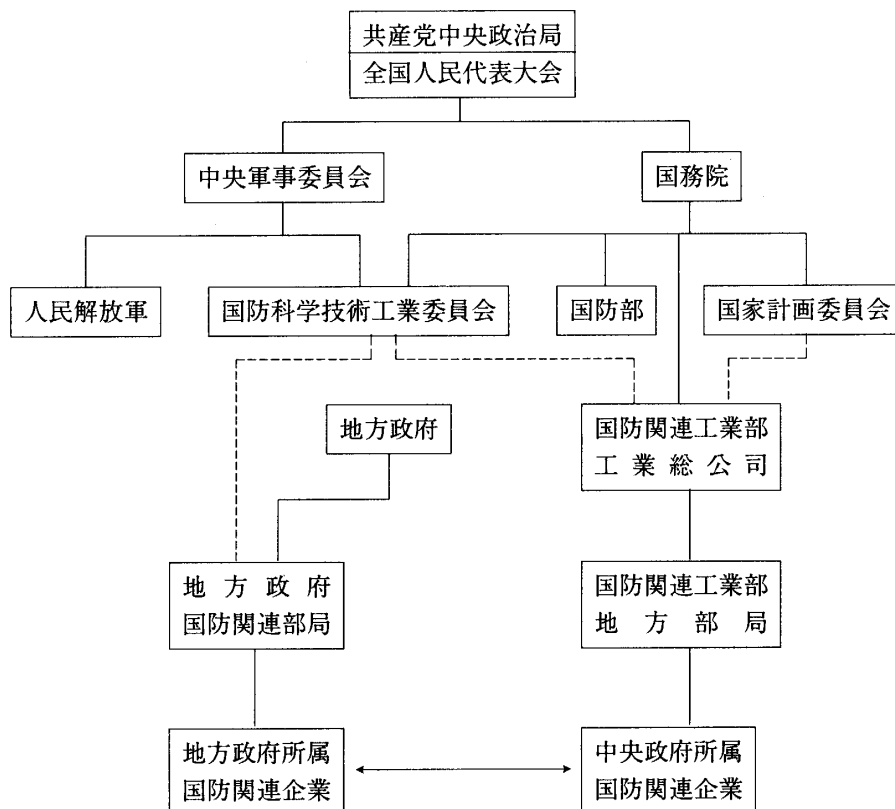 共産党中央政治局
全国人民代表大会
中央軍事委員会
国務院
人民解放軍
国防科学技術工業委員会
国防部
国家計画委員会
地方政府
国防関連工業部
工業総公司
地方政府
国防関連部局
国防関連工業部
地方部局
地方政府所属
国防関連企業
中央政府所属
国防関連企業